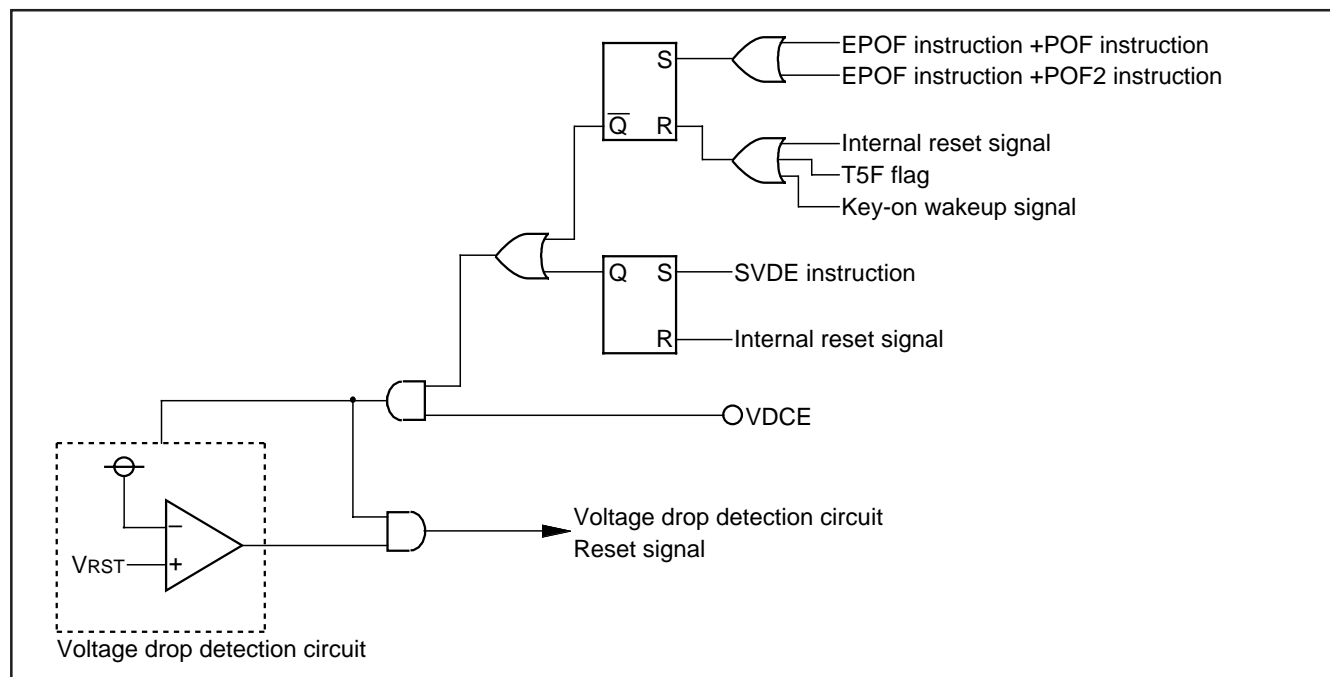 EPOF instruction +POF instruction
S
EPOF instruction +POF2 instruction
Q̅ R
Internal reset signal
T5F flag
Key-on wakeup signal
Q S
SVDE instruction
R
Internal reset signal
VDCE
−
VRST
+
Voltage drop detection circuit
Reset signal
Voltage drop detection circuit